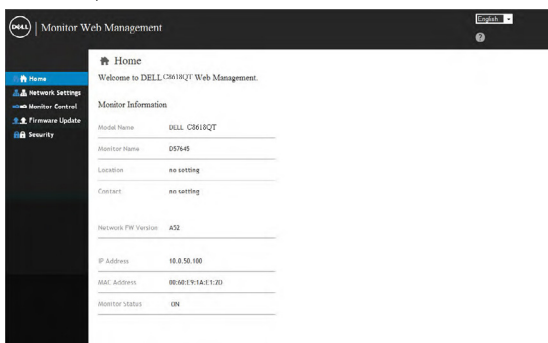 DELL | Monitor Web Management
English
Home
Network Settings
Monitor Control
Firmware Update
Security
Home
Welcome to DELL C8618QT Web Management.
Monitor Information
Model Name DELL C8618QT
Monitor Name D57645
Location no setting
Contact no setting
Network FW Version A52
IP Address 10.0.50.100
MAC Address 00:60:E9:1A:E1:7D
Monitor Status ON